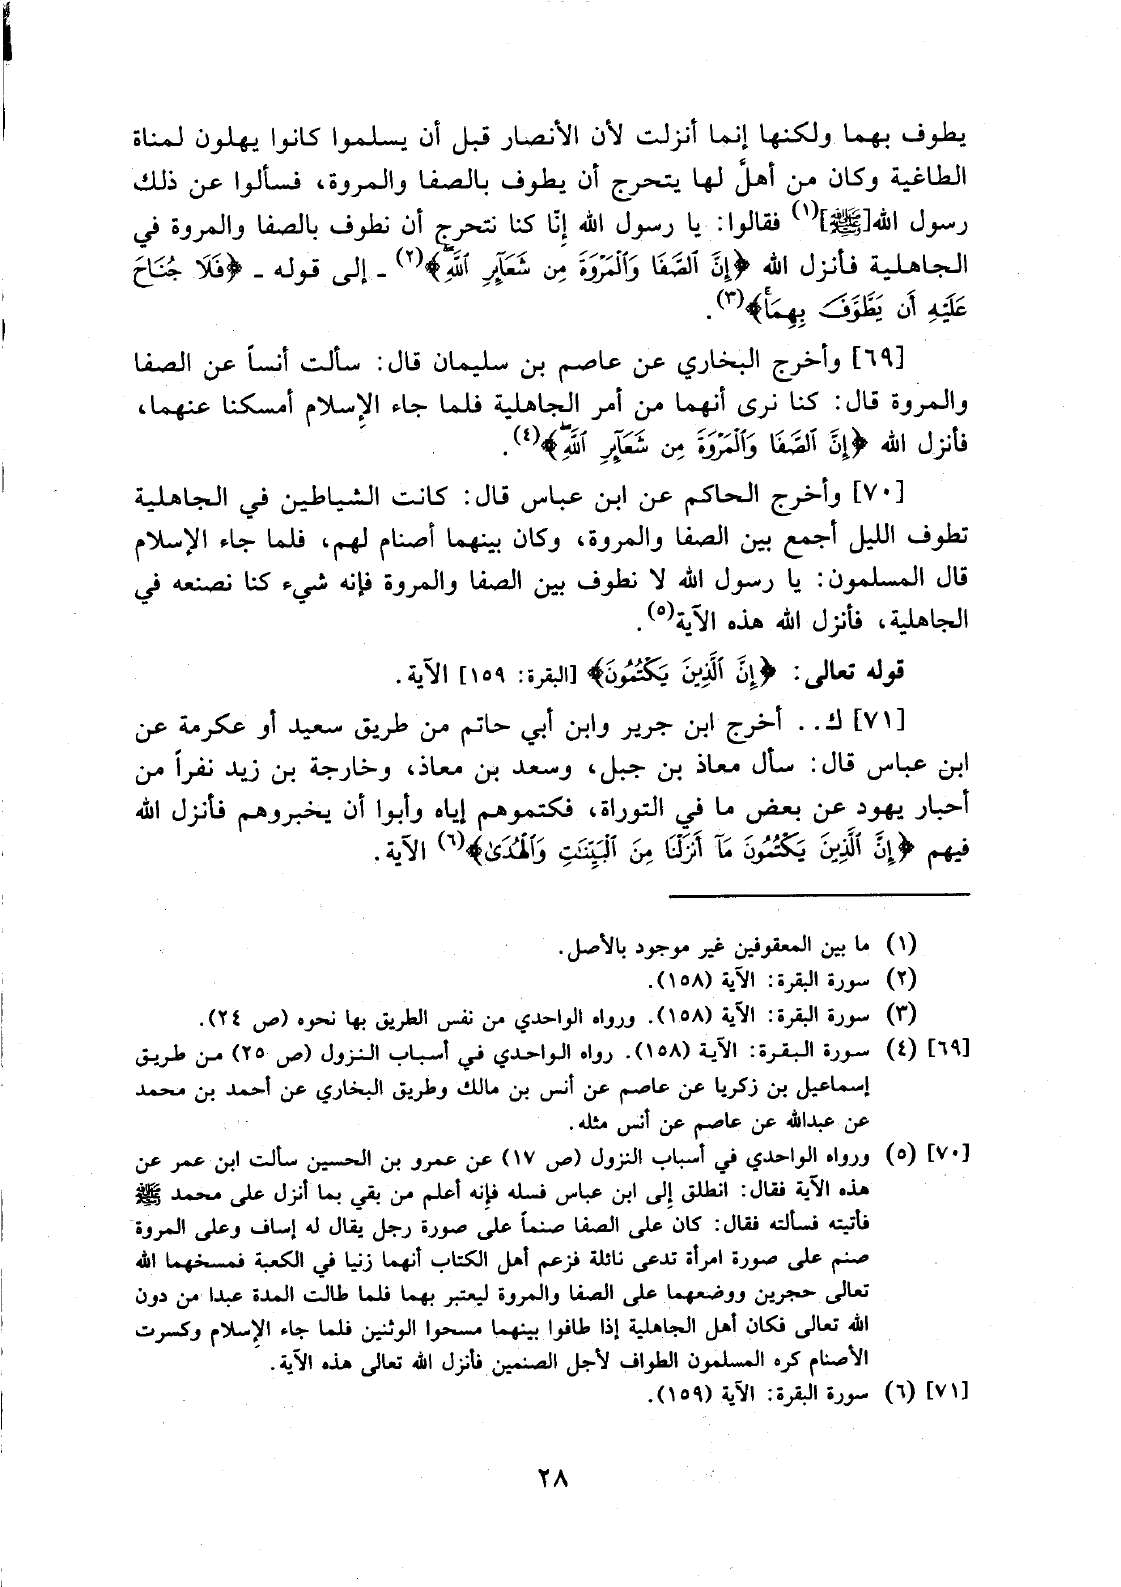 يطوف بهما ولكنها إنما أنزلت لأن الأنصار قبل أن يسلموا كانوا يهلون لمناة
الطاغية وكان من أهلَّ لها يتحرج أن يطوف بالصفا والمروة، فسألوا عن ذلك
رسول الله[ﷺ](١) فقالوا: يا رسول الله إنّا كنا نتحرج أن نطوف بالصفا والمروة في
الجاهلية فأنزل الله ﴿إِنَّ ٱلصَّفَا وَٱلْمَرْوَةَ مِن شَعَآئِرِ ٱللَّهِۖ﴾(٢) ـ إلى قوله ـ ﴿فَلَا جُنَاحَ
عَلَيْهِ أَن يَطَّوَّفَ بِهِمَاۚ﴾(٣).
[٦٩] وأخرج البخاري عن عاصم بن سليمان قال: سألت أنساً عن الصفا
والمروة قال: كنا نرى أنهما من أمر الجاهلية فلما جاء الإسلام أمسكنا عنهما،
فأنزل الله ﴿إِنَّ ٱلصَّفَا وَٱلْمَرْوَةَ مِن شَعَآئِرِ ٱللَّهِۖ﴾(٤).
[٧٠] وأخرج الحاكم عن ابن عباس قال: كانت الشياطين في الجاهلية
تطوف الليل أجمع بين الصفا والمروة، وكان بينهما أصنام لهم، فلما جاء الإسلام
قال المسلمون: يا رسول الله لا نطوف بين الصفا والمروة فإنه شيء كنا نصنعه في
الجاهلية، فأنزل الله هذه الآية(٥).
قوله تعالى: ﴿إِنَّ ٱلَّذِينَ يَكْتُمُونَ﴾ [البقرة: ١٥٩] الآية.
[٧١] ك.. أخرج ابن جرير وابن أبي حاتم من طريق سعيد أو عكرمة عن
ابن عباس قال: سأل معاذ بن جبل، وسعد بن معاذ، وخارجة بن زيد نفراً من
أحبار يهود عن بعض ما في التوراة، فكتموهم إياه وأبوا أن يخبروهم فأنزل الله
فيهم ﴿إِنَّ ٱلَّذِينَ يَكْتُمُونَ مَآ أَنزَلْنَا مِنَ ٱلْبَيِّنَٰتِ وَٱلْهُدَىٰ﴾(٦) الآية.
(١) ما بين المعقوفين غير موجود بالأصل.
(٢) سورة البقرة: الآية (١٥٨).
(٣) سورة البقرة: الآية (١٥٨). ورواه الواحدي من نفس الطريق بها نحوه (ص ٢٤).
[٦٩] (٤) سورة البقرة: الآية (١٥٨). رواه الواحدي في أسباب النزول (ص ٢٥) من طريق
إسماعيل بن زكريا عن عاصم عن أنس بن مالك وطريق البخاري عن أحمد بن محمد
عن عبدالله عن عاصم عن أنس مثله.
[٧٠] (٥) ورواه الواحدي في أسباب النزول (ص ١٧) عن عمرو بن الحسين سألت ابن عمر عن
هذه الآية فقال: انطلق إلى ابن عباس فسله فإنه أعلم من بقي بما أنزل على محمد ﷺ
فأتيته فسألته فقال: كان على الصفا صنماً على صورة رجل يقال له إساف وعلى المروة
صنم على صورة امرأة تدعى نائلة فزعم أهل الكتاب أنهما زنيا في الكعبة فمسخهما الله
تعالى حجرين ووضعهما على الصفا والمروة ليعتبر بهما فلما طالت المدة عبدا من دون
الله تعالى فكان أهل الجاهلية إذا طافوا بينهما مسحوا الوثنين فلما جاء الإسلام وكسرت
الأصنام كره المسلمون الطواف لأجل الصنمين فأنزل الله تعالى هذه الآية.
[٧١] (٦) سورة البقرة: الآية (١٥٩).
٢٨